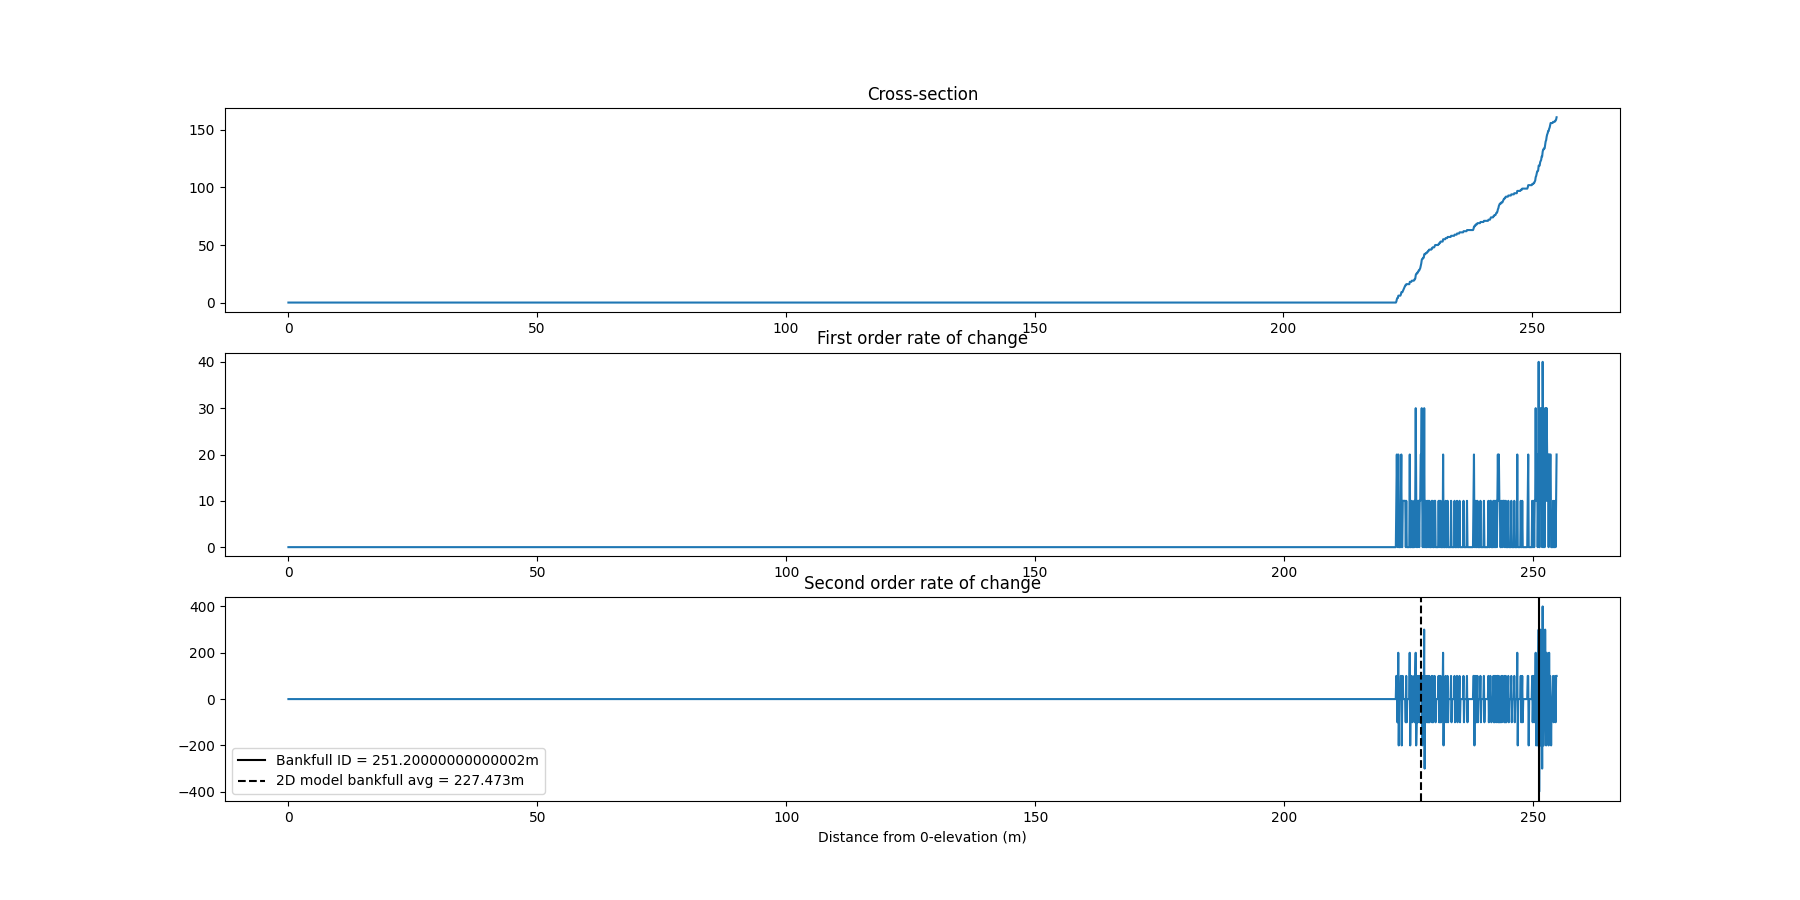 Cross-section
150
100
50
0
0 50 100 150 200 250
First order rate of change
40
30
20
10
0
0 50 100 150 200 250
Second order rate of change
400
200
0
−200
−400
Bankfull ID = 251.20000000000002m
2D model bankfull avg = 227.473m
0 50 100 150 200 250
Distance from 0-elevation (m)